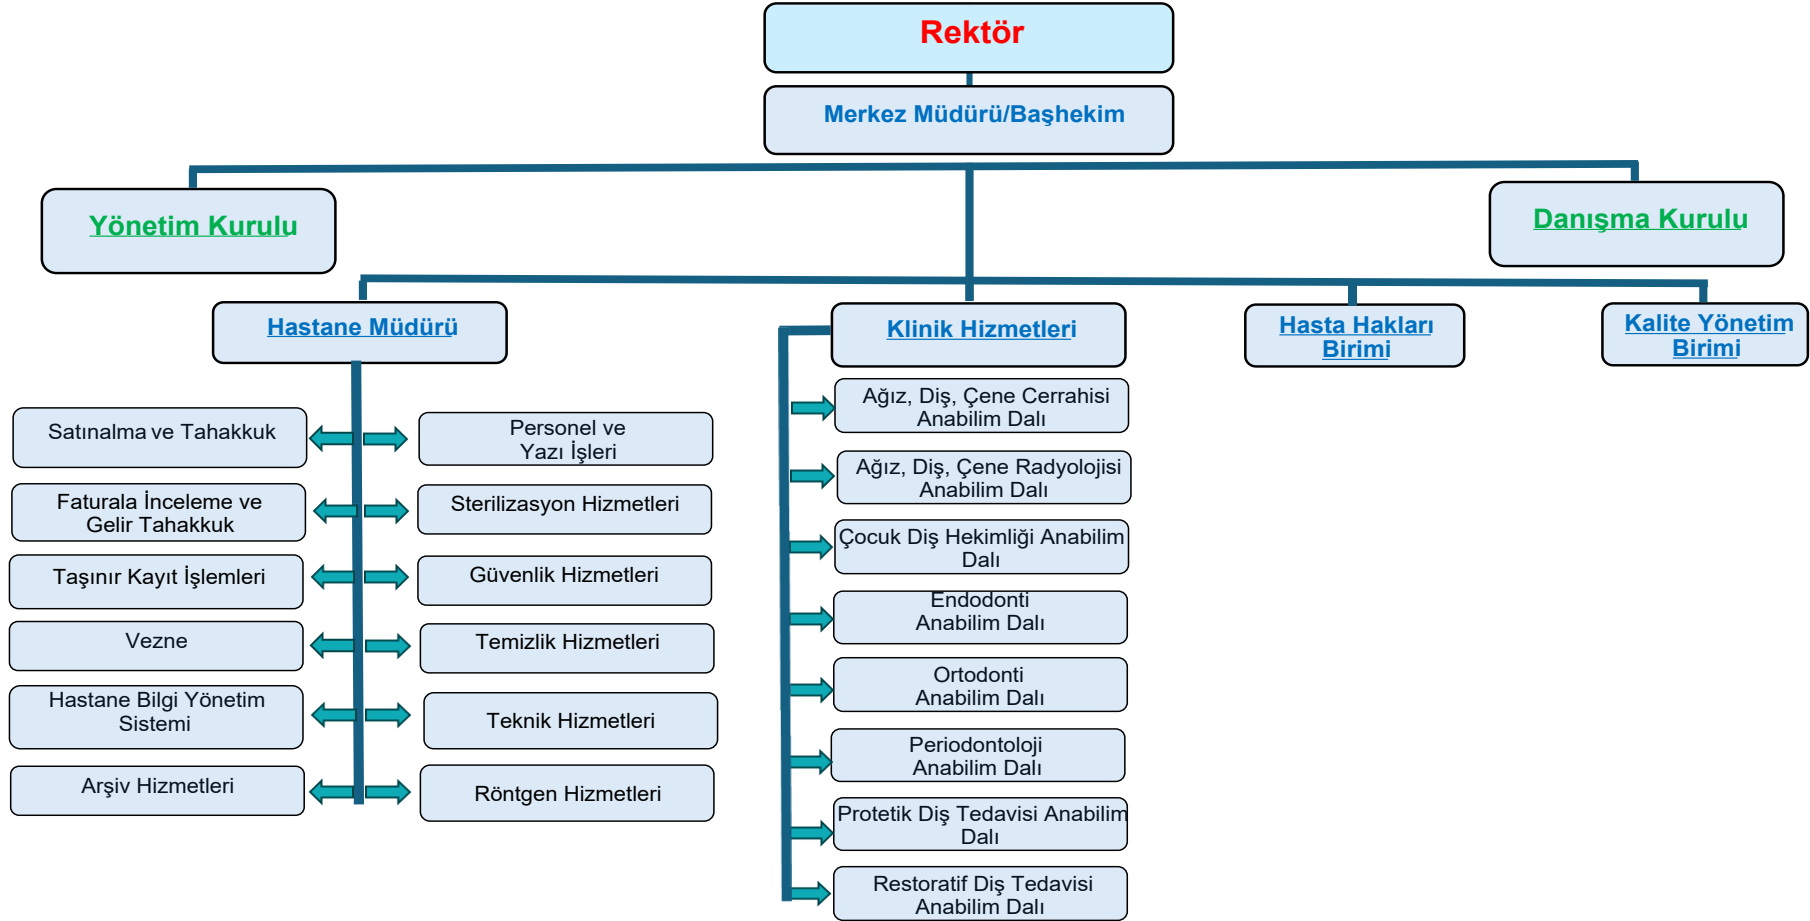 Rektör
Merkez Müdürü/Başhekim
Yönetim Kurulu
Danışma Kurulu
Hastane Müdürü
Klinik Hizmetleri
Hasta Hakları
Birimi
Kalite Yönetim
Birimi
Satınalma ve Tahakkuk
Faturala İnceleme ve
Gelir Tahakkuk
Taşınır Kayıt İşlemleri
Vezne
Hastane Bilgi Yönetim
Sistemi
Arşiv Hizmetleri
Personel ve
Yazı İşleri
Sterilizasyon Hizmetleri
Güvenlik Hizmetleri
Temizlik Hizmetleri
Teknik Hizmetleri
Röntgen Hizmetleri
Ağız, Diş, Çene Cerrahisi
Anabilim Dalı
Ağız, Diş, Çene Radyolojisi
Anabilim Dalı
Çocuk Diş Hekimliği Anabilim
Dalı
Endodonti
Anabilim Dalı
Ortodonti
Anabilim Dalı
Periodontoloji
Anabilim Dalı
Protetik Diş Tedavisi Anabilim
Dalı
Restoratif Diş Tedavisi
Anabilim Dalı